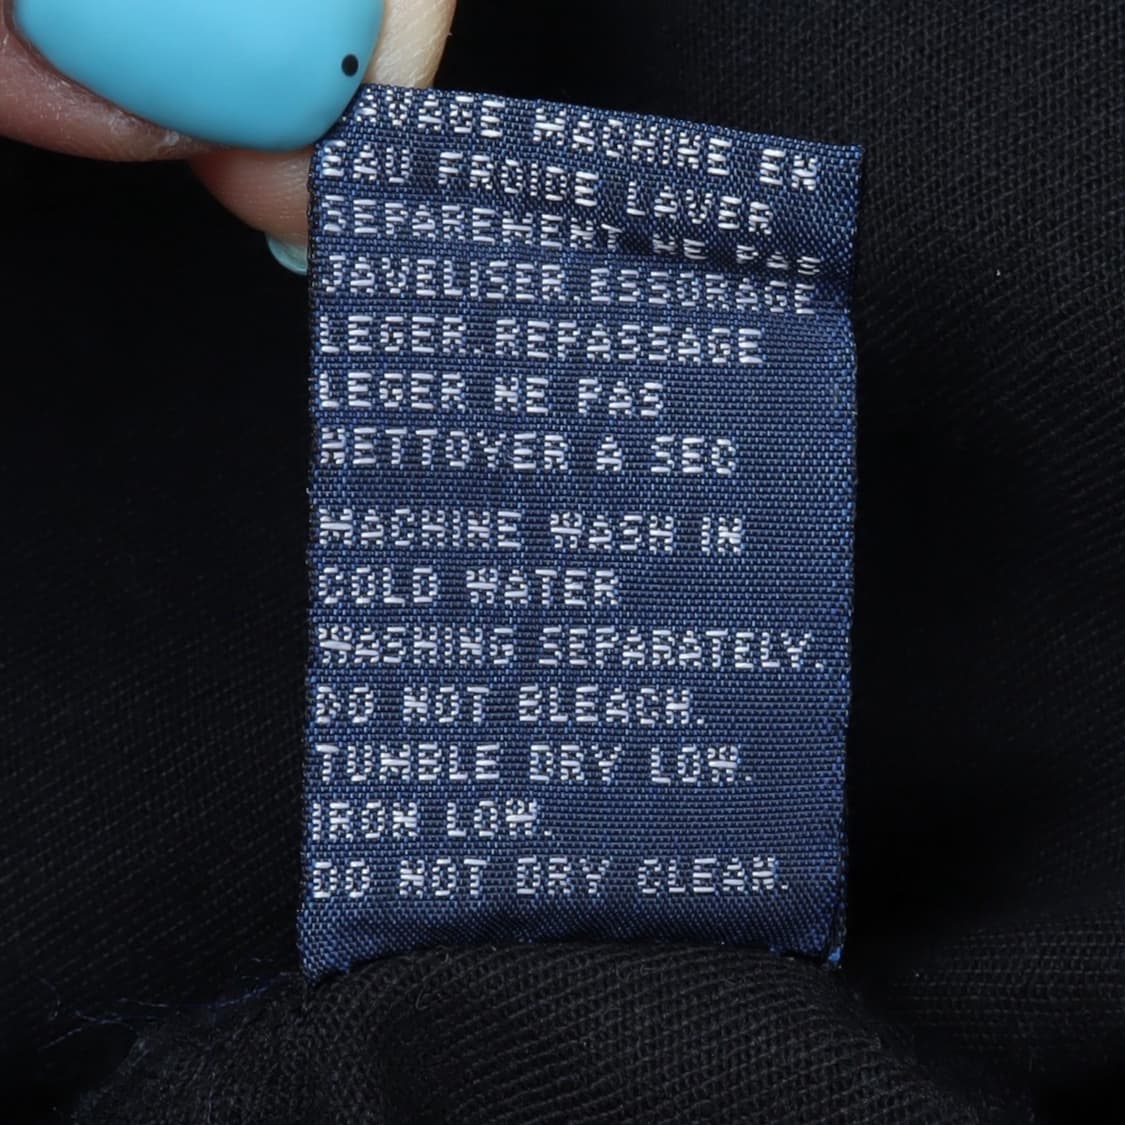 AVAGE MACHINE EN
EAU FROIDE LAVER
SEPAREMENT NE PAS
JAVELISER.ESSORAGE
LEGER.REPASSAGE
LEGER NE PAS
NETTOYER A SEC
MACHINE WASH IN
COLD WATER
WASHING SEPARATELY.
DO NOT BLEACH.
TUMBLE DRY LOW.
IRON LOW.
DO NOT DRY CLEAN.